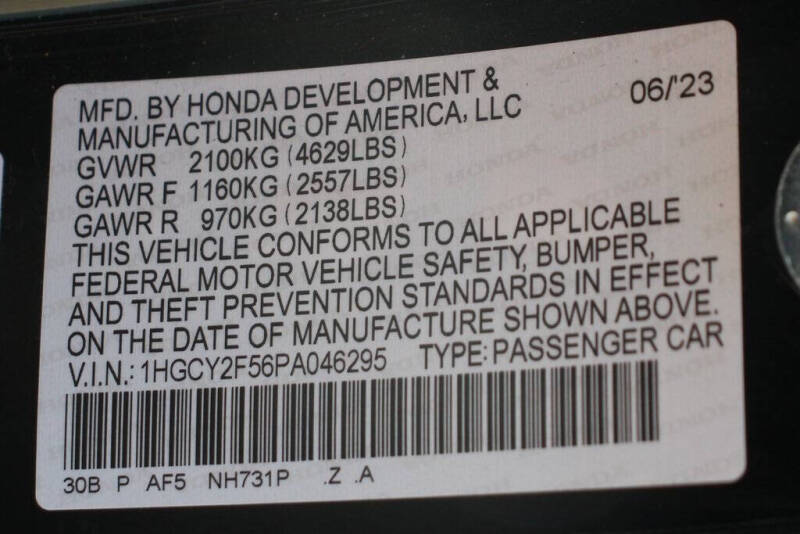 MFD. BY HONDA DEVELOPMENT & 06/'23
MANUFACTURING OF AMERICA, LLC
GVWR 2100KG (4629LBS)
GAWR F 1160KG (2557LBS)
GAWR R 970KG (2138LBS)
THIS VEHICLE CONFORMS TO ALL APPLICABLE
FEDERAL MOTOR VEHICLE SAFETY, BUMPER,
AND THEFT PREVENTION STANDARDS IN EFFECT
ON THE DATE OF MANUFACTURE SHOWN ABOVE.
V.I.N.: 1HGCY2F56PA046295 TYPE: PASSENGER CAR
30B P AF5 NH731P .Z .A